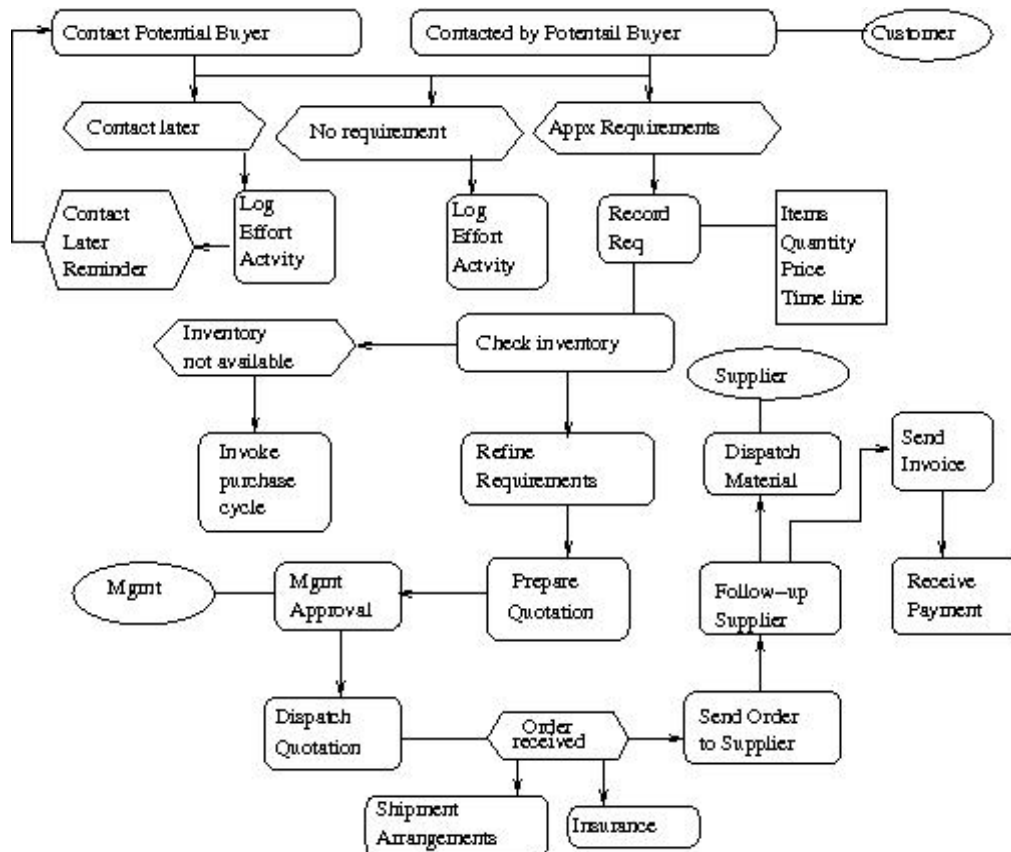 Contact Potential Buyer
Contacted by Potentail Buyer
Customer
Contact later
No requirement
Appx Requirements
Contact
Later
Reminder
Log
Effort
Actvity
Log
Effort
Actvity
Record
Req
Items
Quantity
Price
Time line
Inventory
not available
Check inventory
Supplier
Invoke
purchase
cycle
Refine
Requirements
Dispatch
Material
Send
Invoice
Mgmt
Mgmt
Approval
Prepare
Quotation
Follow-up
Supplier
Receive
Payment
Dispatch
Quotation
Order
received
Send Order
to Supplier
Shipment
Arrangements
Insurance